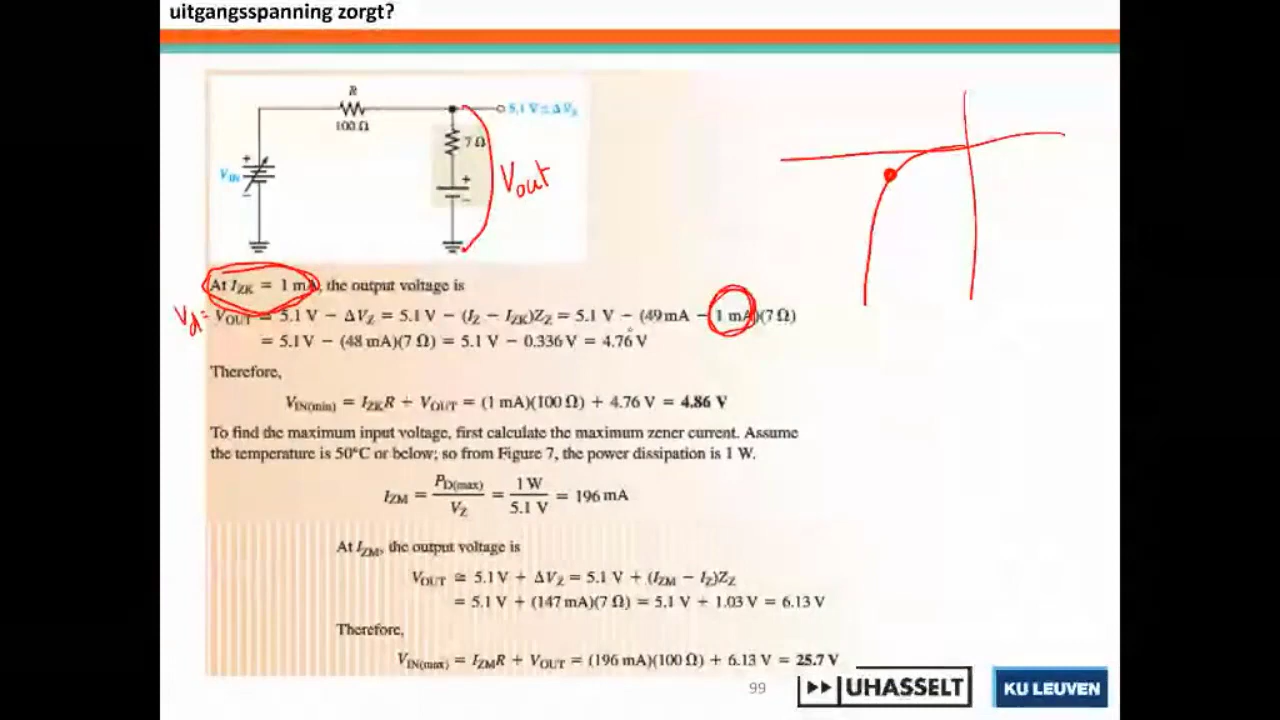 uitgangsspanning zorgt?
R
100 Ω
7 Ω
5.1 V ± ΔV_Z
V_IN
+
-
+
-
Vout
At I_ZK = 1 mA, the output voltage is
Vd =
V_OUT = 5.1 V − ΔV_Z = 5.1 V − (I_Z − I_ZK)Z_Z = 5.1 V − (49 mA − 1 mA)(7 Ω)
= 5.1 V − (48 mA)(7 Ω) = 5.1 V − 0.336 V = 4.76 V
Therefore,
V_IN(min) = I_ZK R + V_OUT = (1 mA)(100 Ω) + 4.76 V = 4.86 V
To find the maximum input voltage, first calculate the maximum zener current. Assume
the temperature is 50°C or below; so from Figure 7, the power dissipation is 1 W.
I_ZM = P_D(max) / V_Z = 1 W / 5.1 V = 196 mA
At I_ZM, the output voltage is
V_OUT ≅ 5.1 V + ΔV_Z = 5.1 V + (I_ZM − I_Z)Z_Z
= 5.1 V + (147 mA)(7 Ω) = 5.1 V + 1.03 V = 6.13 V
Therefore,
V_IN(max) = I_ZM R + V_OUT = (196 mA)(100 Ω) + 6.13 V = 25.7 V
99
UHASSELT
KU LEUVEN